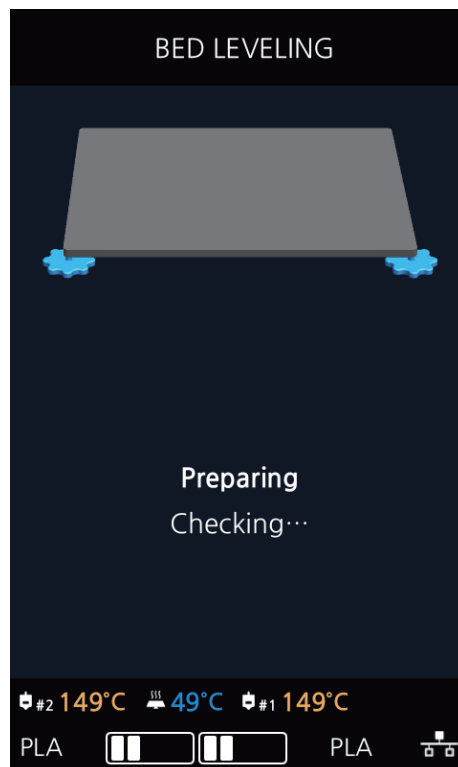 BED LEVELING
Preparing
Checking···
#2 149°C 49°C #1 149°C
PLA PLA